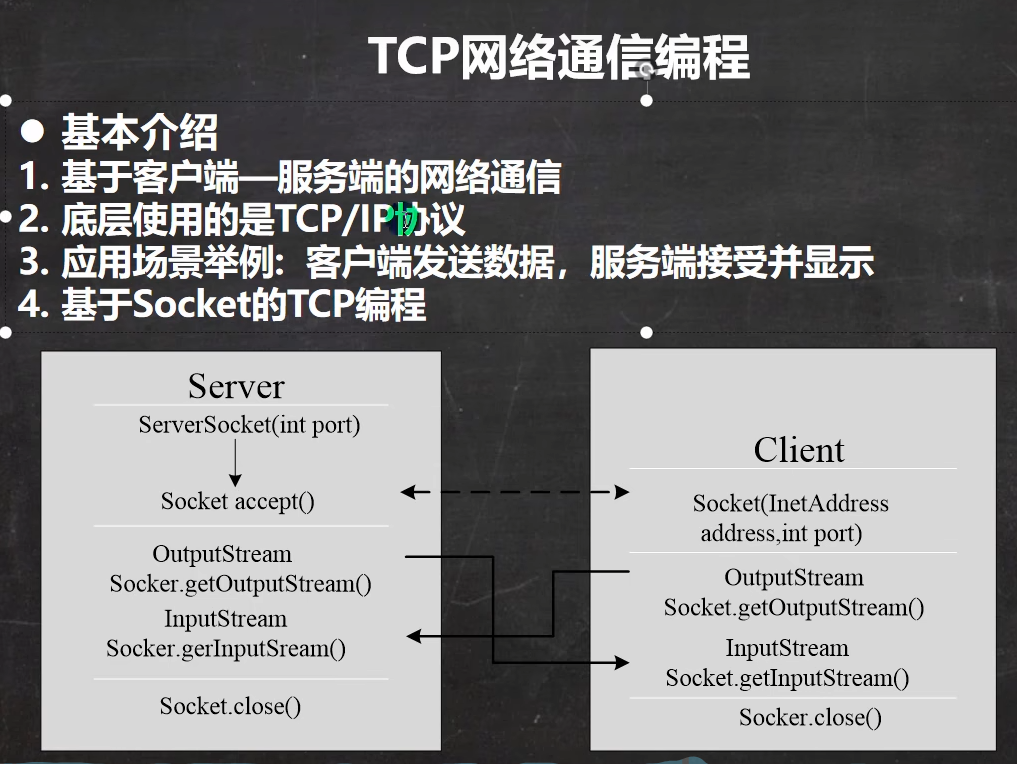 TCP网络通信编程
● 基本介绍
1. 基于客户端—服务端的网络通信
2. 底层使用的是TCP/IP协议
3. 应用场景举例：客户端发送数据，服务端接受并显示
4. 基于Socket的TCP编程
Server
ServerSocket(int port)
Socket accept()
OutputStream
Socker.getOutputStream()
InputStream
Socker.gerInputSream()
Socket.close()
Client
Socket(InetAddress
address,int port)
OutputStream
Socket.getOutputStream()
InputStream
Socket.getInputStream()
Socker.close()